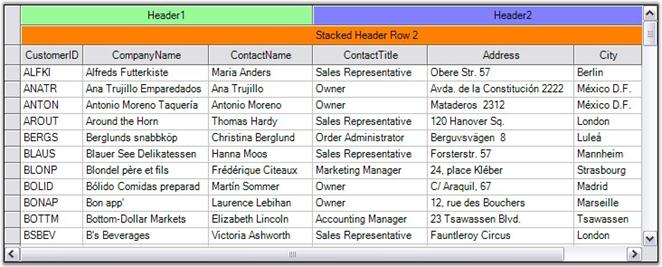 Header1 Header2
Stacked Header Row 2
CustomerID CompanyName ContactName ContactTitle Address City
ALFKI Alfreds Futterkiste Maria Anders Sales Representative Obere Str. 57 Berlin
ANATR Ana Trujillo Emparedados Ana Trujillo Owner Avda. de la Constitución 2222 México D.F.
ANTON Antonio Moreno Taquería Antonio Moreno Owner Mataderos 2312 México D.F.
AROUT Around the Horn Thomas Hardy Sales Representative 120 Hanover Sq. London
BERGS Berglunds snabbköp Christina Berglund Order Administrator Berguvsvägen 8 Luleå
BLAUS Blauer See Delikatessen Hanna Moos Sales Representative Forsterstr. 57 Mannheim
BLONP Blondel père et fils Frédérique Citeaux Marketing Manager 24, place Kléber Strasbourg
BOLID Bólido Comidas preparad Martín Sommer Owner C/ Araquil, 67 Madrid
BONAP Bon app' Laurence Lebihan Owner 12, rue des Bouchers Marseille
BOTTM Bottom-Dollar Markets Elizabeth Lincoln Accounting Manager 23 Tsawassen Blvd. Tsawassen
BSBEV B's Beverages Victoria Ashworth Sales Representative Fauntleroy Circus London